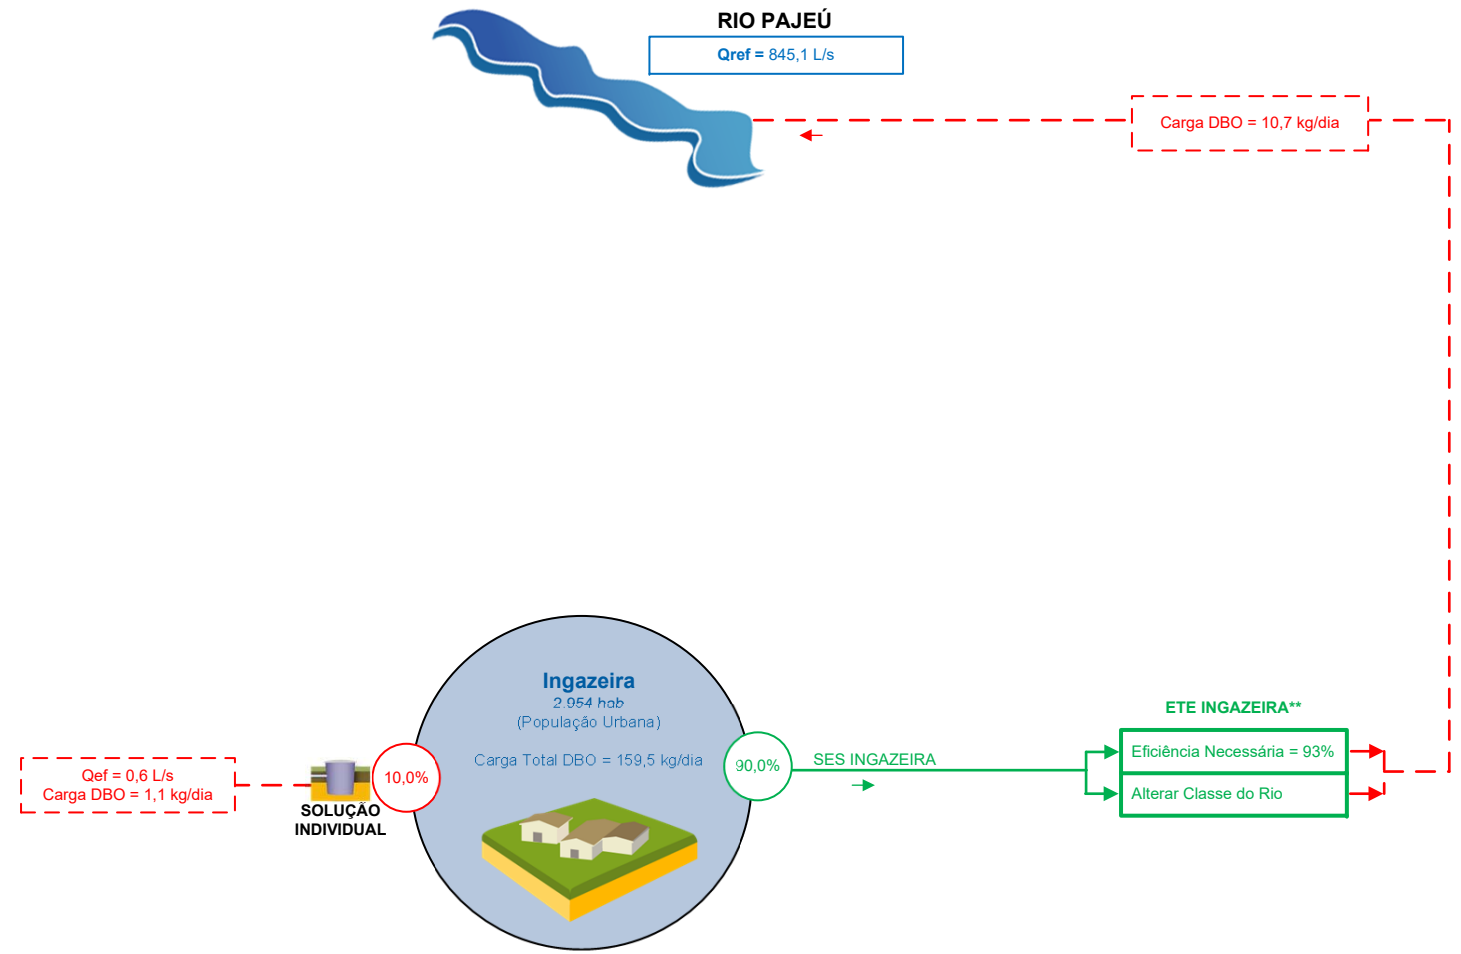 RIO PAJEÚ
Qref = 845,1 L/s
Carga DBO = 10,7 kg/dia
Ingazeira
2.954 hab
(População Urbana)
Carga Total DBO = 159,5 kg/dia
ETE INGAZEIRA**
Eficiência Necessária = 93%
Alterar Classe do Rio
SES INGAZEIRA
90,0%
10,0%
Qef = 0,6 L/s
Carga DBO = 1,1 kg/dia
SOLUÇÃO
INDIVIDUAL